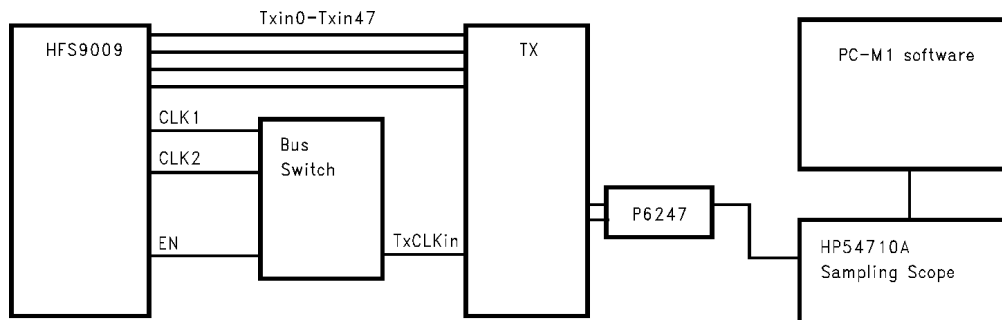 Txin0-Txin47
HFS9009
TX
PC-M1 software
CLK1
Bus
Switch
CLK2
P6247
EN
TxCLKin
HP54710A
Sampling Scope